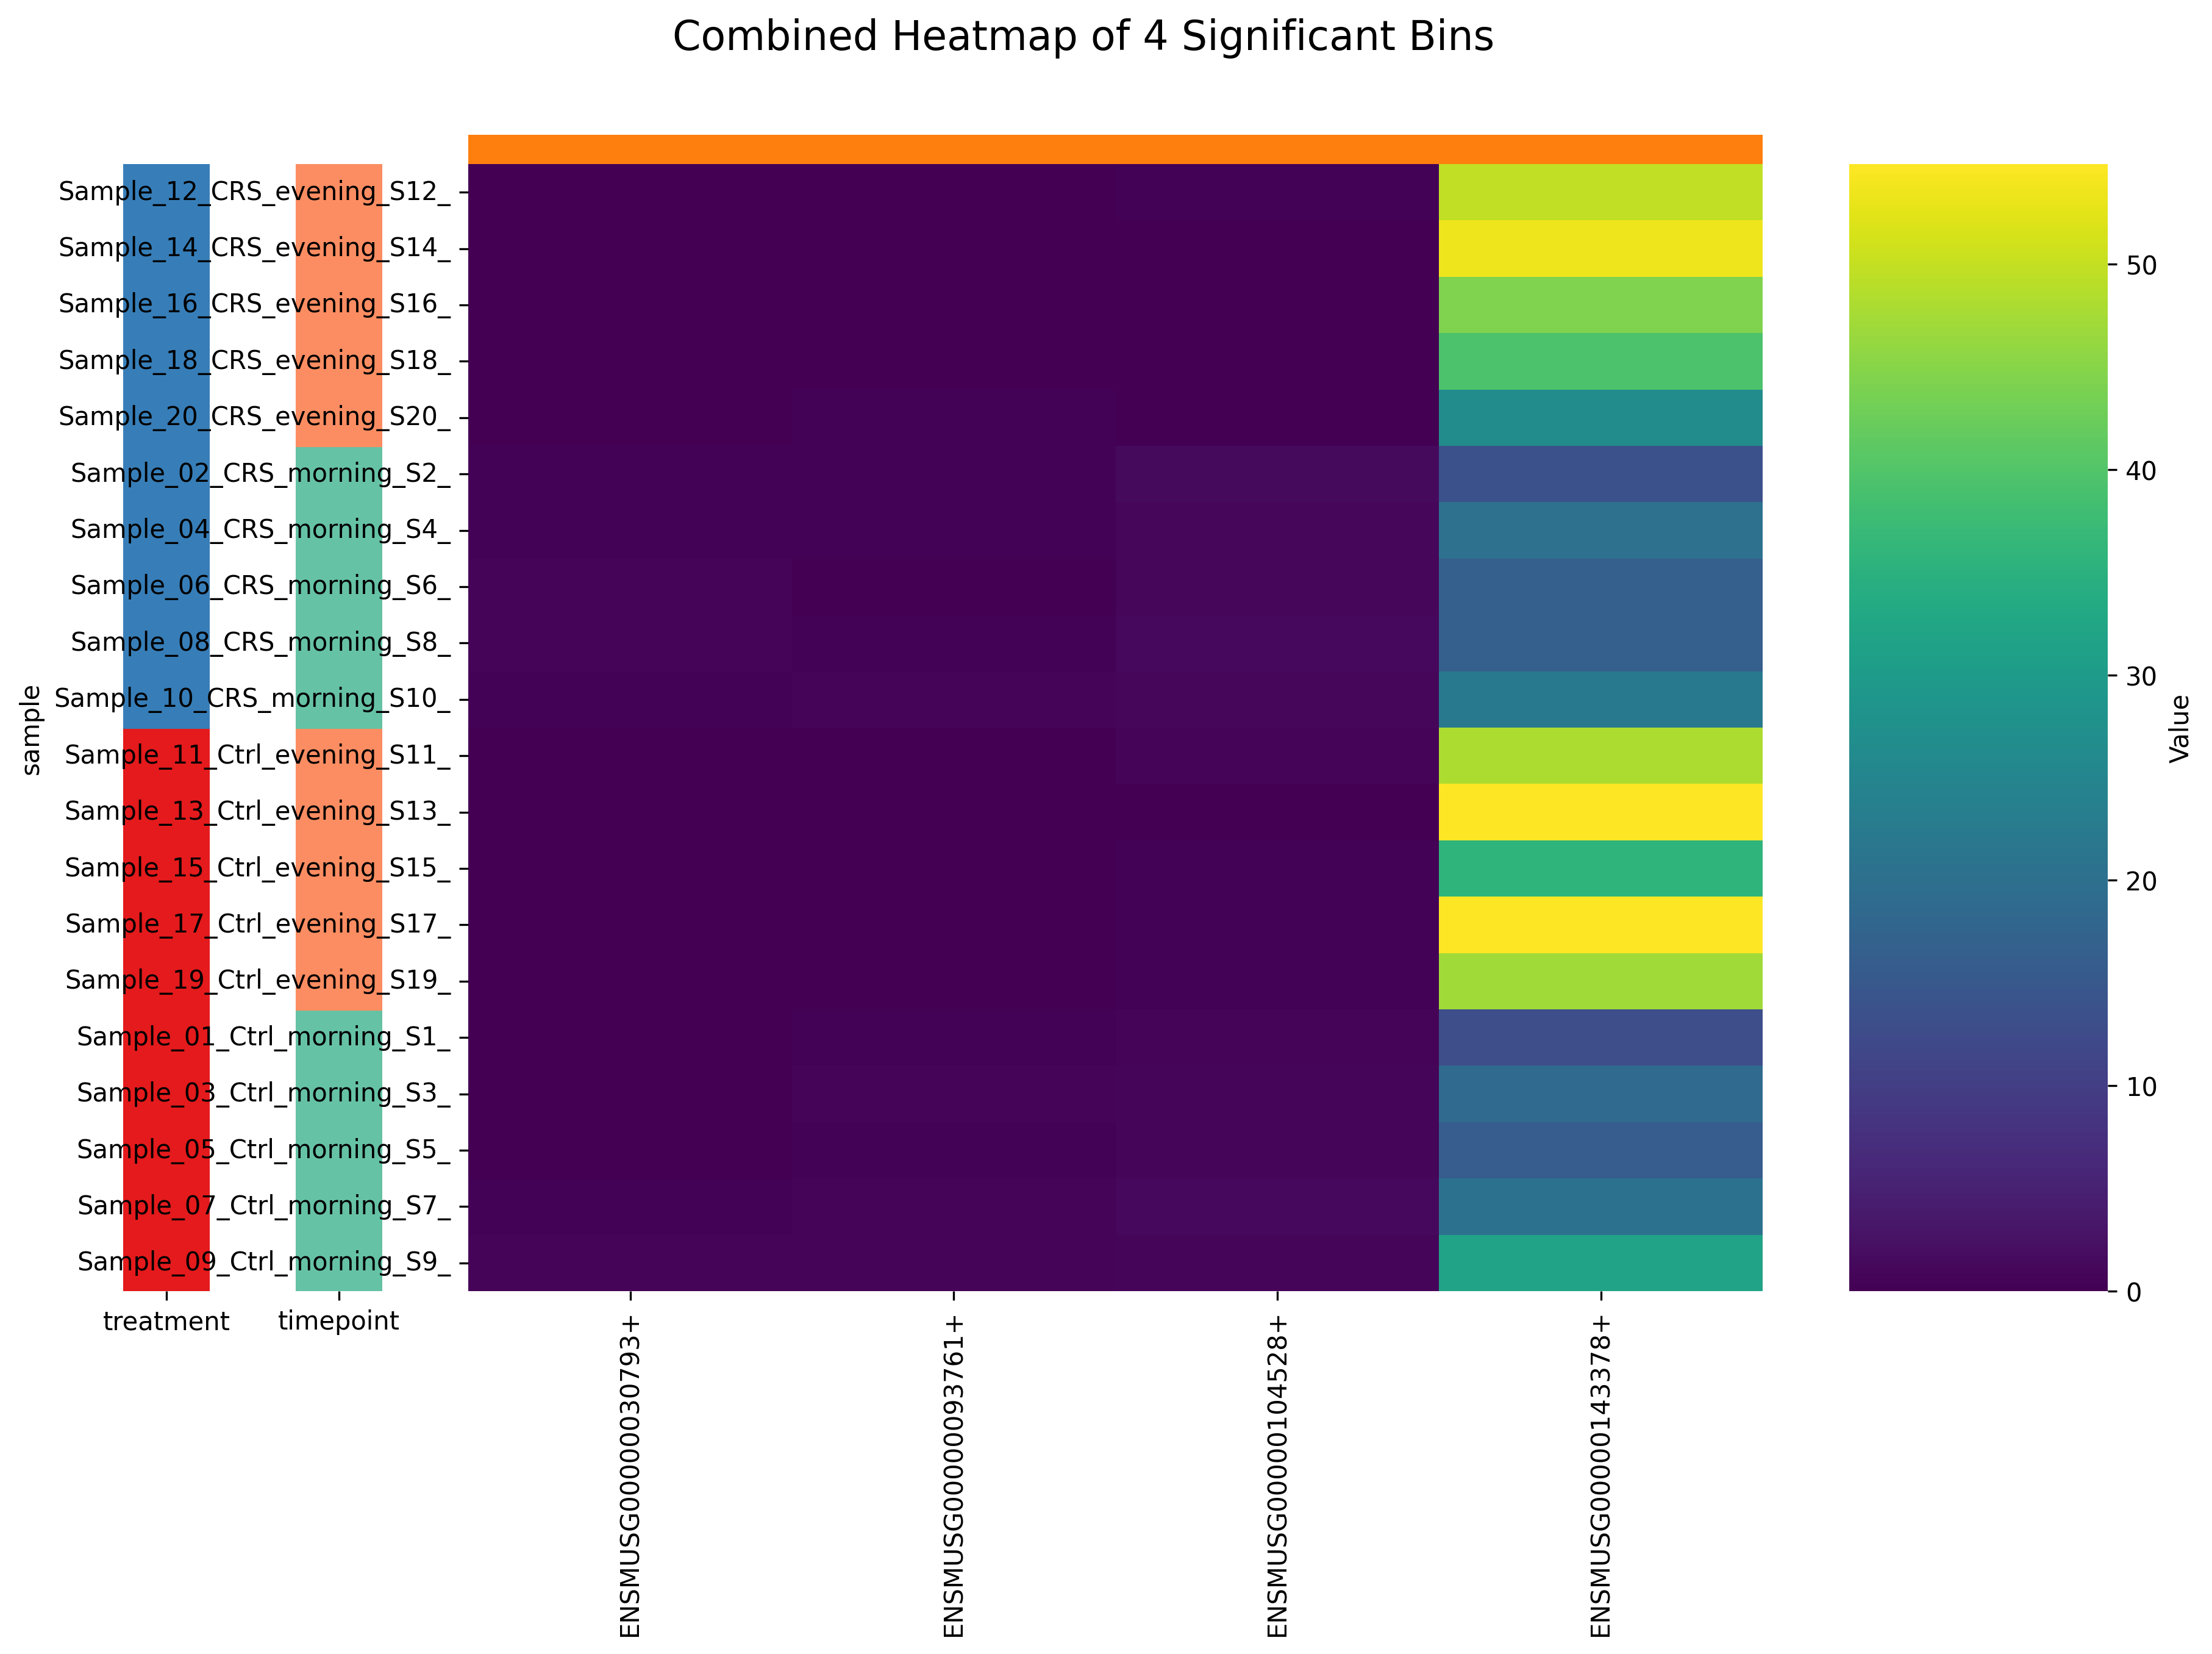 Combined Heatmap of 4 Significant Bins
Sample_12_CRS_evening_S12_
Sample_14_CRS_evening_S14_
Sample_16_CRS_evening_S16_
Sample_18_CRS_evening_S18_
Sample_20_CRS_evening_S20_
Sample_02_CRS_morning_S2_
Sample_04_CRS_morning_S4_
Sample_06_CRS_morning_S6_
Sample_08_CRS_morning_S8_
Sample_10_CRS_morning_S10_
Sample_11_Ctrl_evening_S11_
Sample_13_Ctrl_evening_S13_
Sample_15_Ctrl_evening_S15_
Sample_17_Ctrl_evening_S17_
Sample_19_Ctrl_evening_S19_
Sample_01_Ctrl_morning_S1_
Sample_03_Ctrl_morning_S3_
Sample_05_Ctrl_morning_S5_
Sample_07_Ctrl_morning_S7_
Sample_09_Ctrl_morning_S9_
sample
treatment
timepoint
ENSMUSG00000030793+
ENSMUSG00000093761+
ENSMUSG00000104528+
ENSMUSG00000143378+
50
40
30
20
10
0
Value